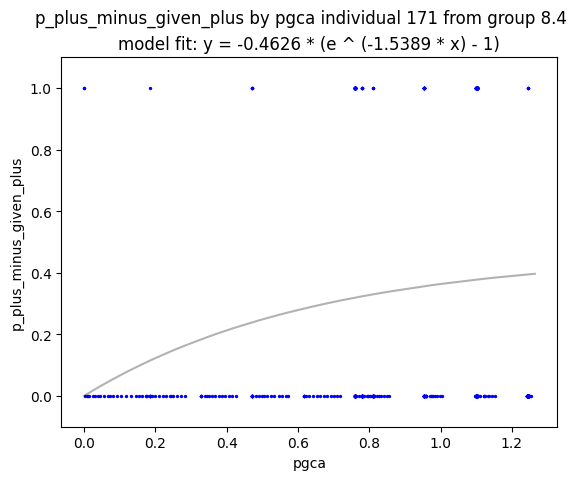 p_plus_minus_given_plus by pgca individual 171 from group 8.4
model fit: y = -0.4626 * (e ^ (-1.5389 * x) - 1)
1.0
0.8
0.6
0.4
0.2
0.0
p_plus_minus_given_plus
0.0 0.2 0.4 0.6 0.8 1.0 1.2
pgca